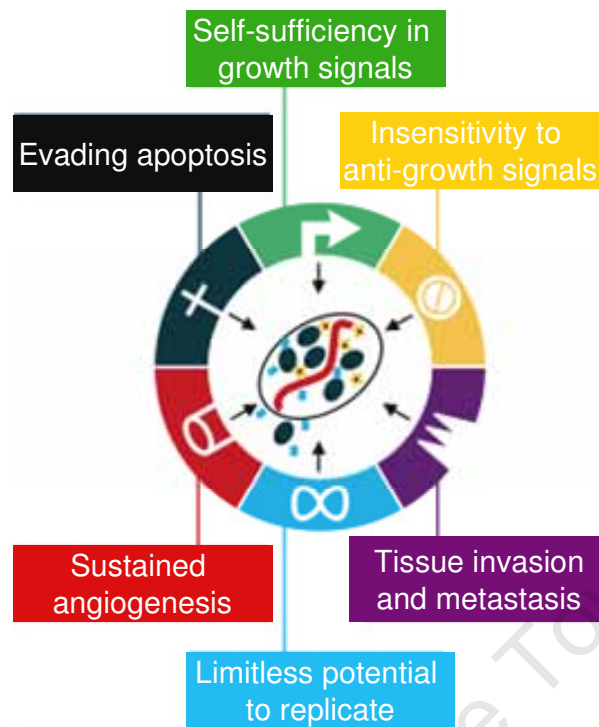 Self-sufficiency in
growth signals
Evading apoptosis
Insensitivity to
anti-growth signals
Sustained
angiogenesis
Tissue invasion
and metastasis
Limitless potential
to replicate